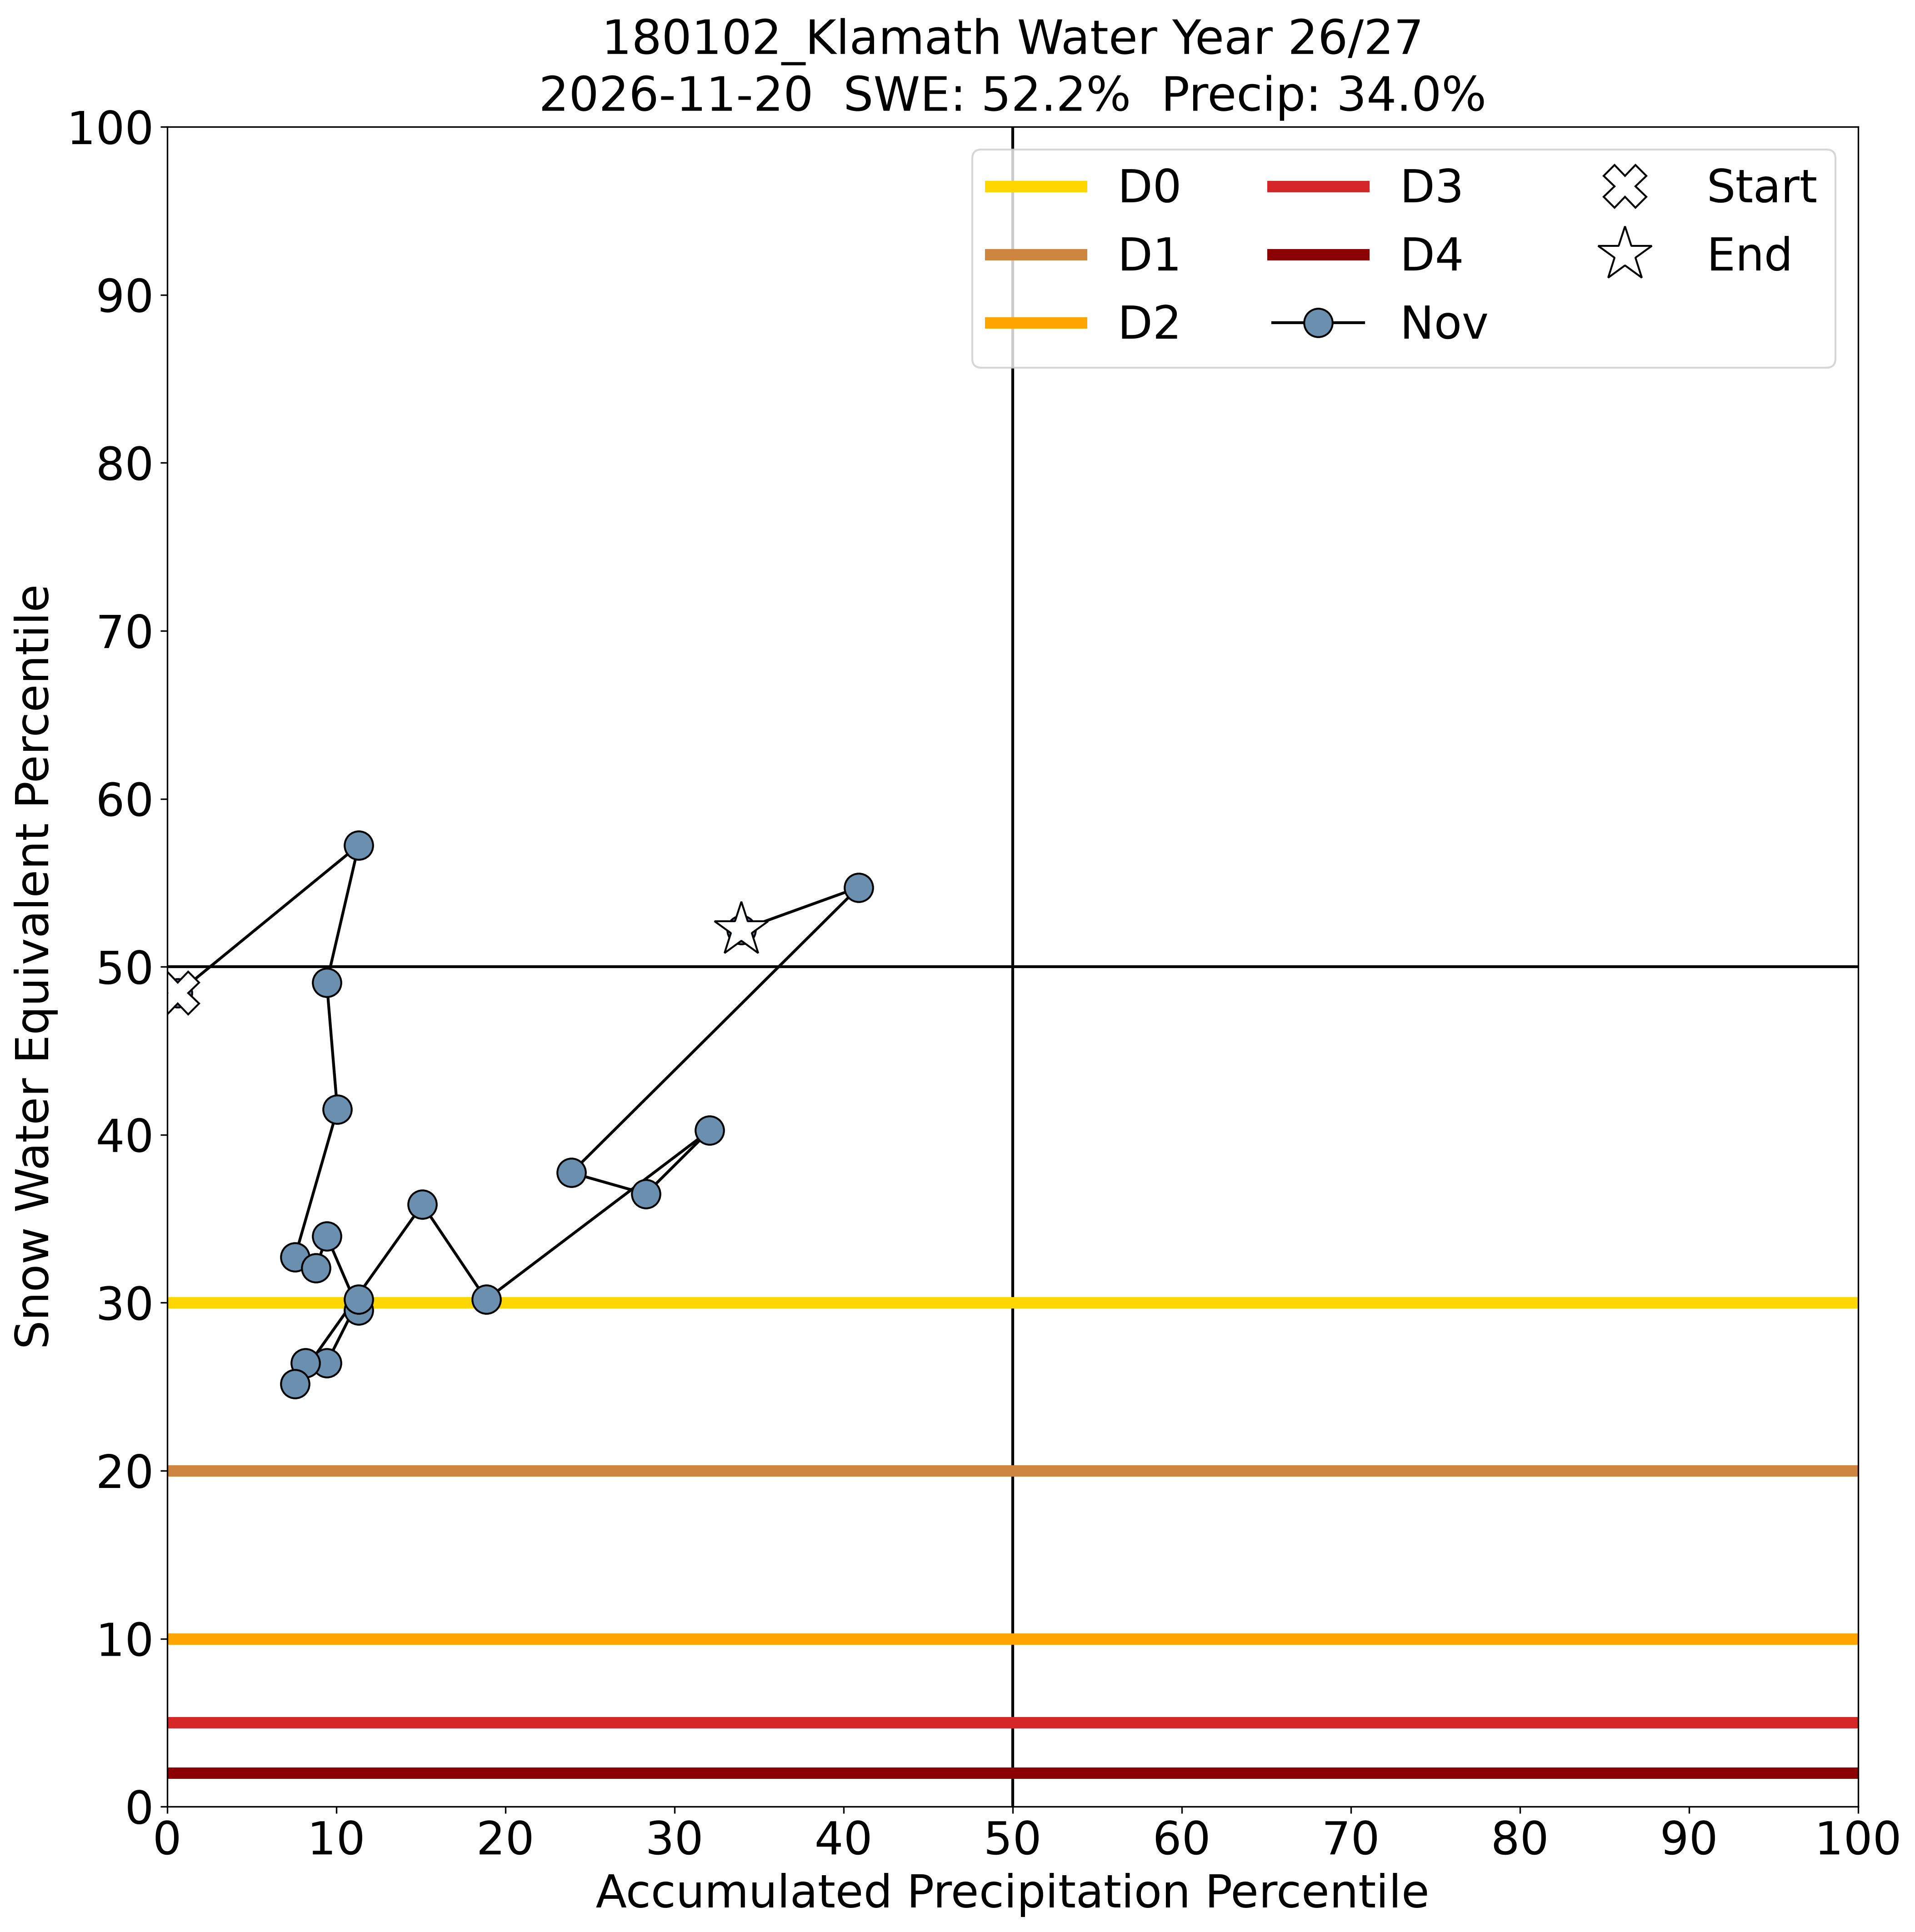 180102_Klamath Water Year 26/27
2026-11-20  SWE: 52.2%  Precip: 34.0%
100
90
80
70
60
50
40
30
20
10
0
Snow Water Equivalent Percentile
D0
D1
D2
D3
D4
Nov
Start
End
0 10 20 30 40 50 60 70 80 90 100
Accumulated Precipitation Percentile